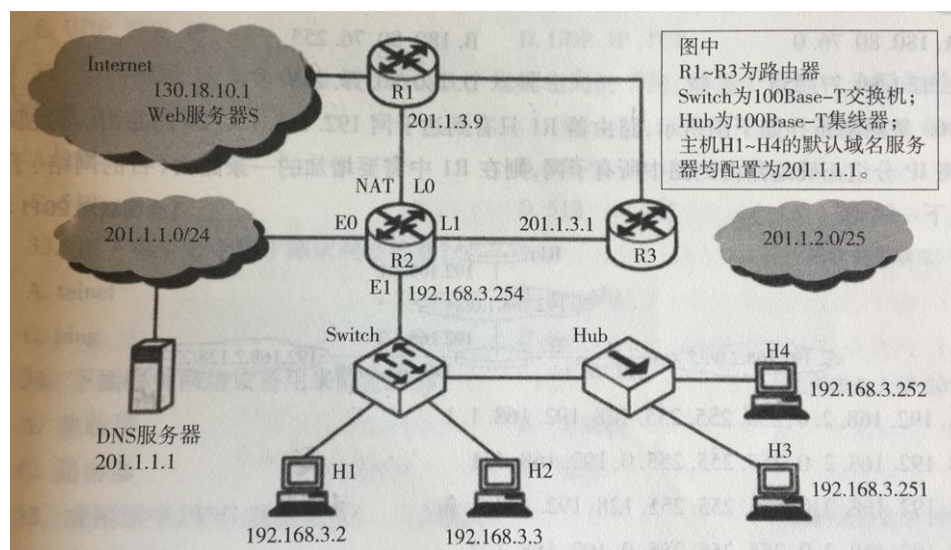 Internet
130.18.10.1
Web服务器S
R1
201.1.3.9
图中
R1~R3为路由器
Switch为100Base-T交换机；
Hub为100Base-T集线器；
主机H1~H4的默认域名服务
器均配置为201.1.1.1。
NAT L0
E0
L1
201.1.3.1
201.1.1.0/24
R2
R3
201.1.2.0/25
E1
192.168.3.254
Switch
Hub
H4
192.168.3.252
DNS服务器
201.1.1.1
H1
H2
H3
192.168.3.251
192.168.3.2
192.168.3.3